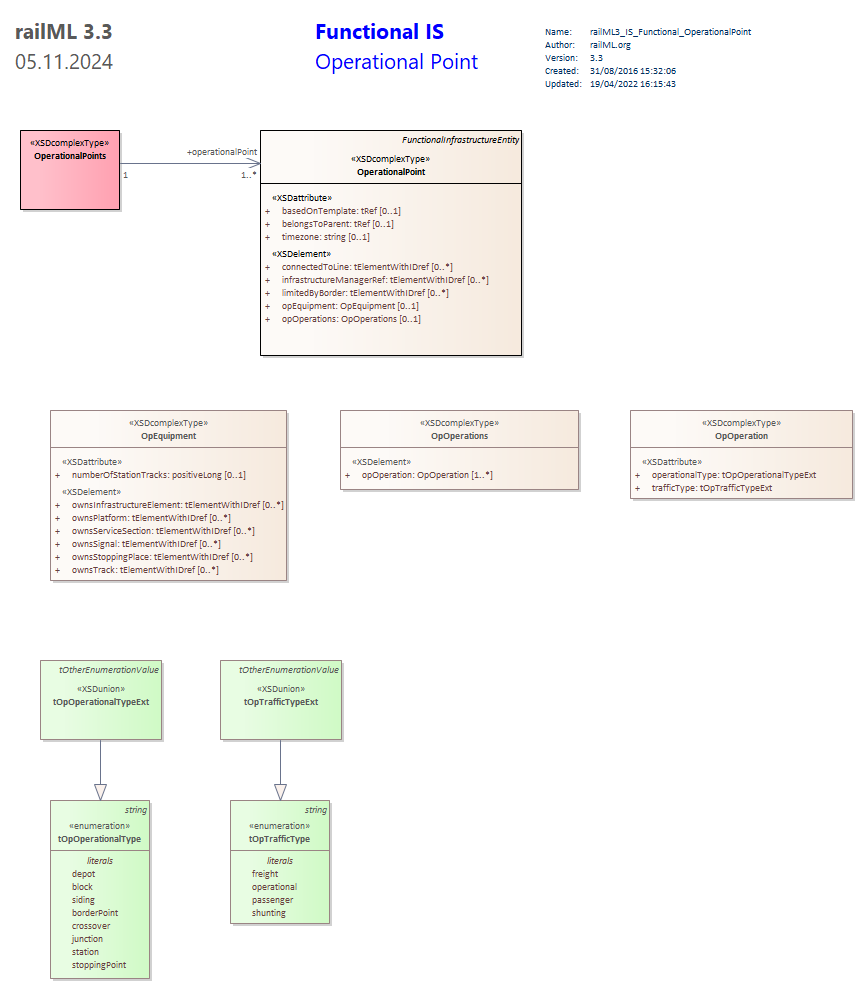 railML 3.3
05.11.2024
Functional IS
Operational Point
Name: railML3_IS_Functional_OperationalPoint
Author: railML.org
Version: 3.3
Created: 31/08/2016 15:32:06
Updated: 19/04/2022 16:15:43
«XSDcomplexType»
OperationalPoints
+operationalPoint
1
1..*
FunctionalInfrastructureEntity
«XSDcomplexType»
OperationalPoint
«XSDattribute»
+ basedOnTemplate: tRef [0..1]
+ belongsToParent: tRef [0..1]
+ timezone: string [0..1]
«XSDelement»
+ connectedToLine: tElementWithIDref [0..*]
+ infrastructureManagerRef: tElementWithIDref [0..*]
+ limitedByBorder: tElementWithIDref [0..*]
+ opEquipment: OpEquipment [0..1]
+ opOperations: OpOperations [0..1]
«XSDcomplexType»
OpEquipment
«XSDattribute»
+ numberOfStationTracks: positiveLong [0..1]
«XSDelement»
+ ownsInfrastructureElement: tElementWithIDref [0..*]
+ ownsPlatform: tElementWithIDref [0..*]
+ ownsServiceSection: tElementWithIDref [0..*]
+ ownsSignal: tElementWithIDref [0..*]
+ ownsStoppingPlace: tElementWithIDref [0..*]
+ ownsTrack: tElementWithIDref [0..*]
«XSDcomplexType»
OpOperations
«XSDelement»
+ opOperation: OpOperation [1..*]
«XSDcomplexType»
OpOperation
«XSDattribute»
+ operationalType: tOpOperationalTypeExt
+ trafficType: tOpTrafficTypeExt
tOtherEnumerationValue
«XSDunion»
tOpOperationalTypeExt
tOtherEnumerationValue
«XSDunion»
tOpTrafficTypeExt
string
«enumeration»
tOpOperationalType
literals
depot
block
siding
borderPoint
crossover
junction
station
stoppingPoint
string
«enumeration»
tOpTrafficType
literals
freight
operational
passenger
shunting